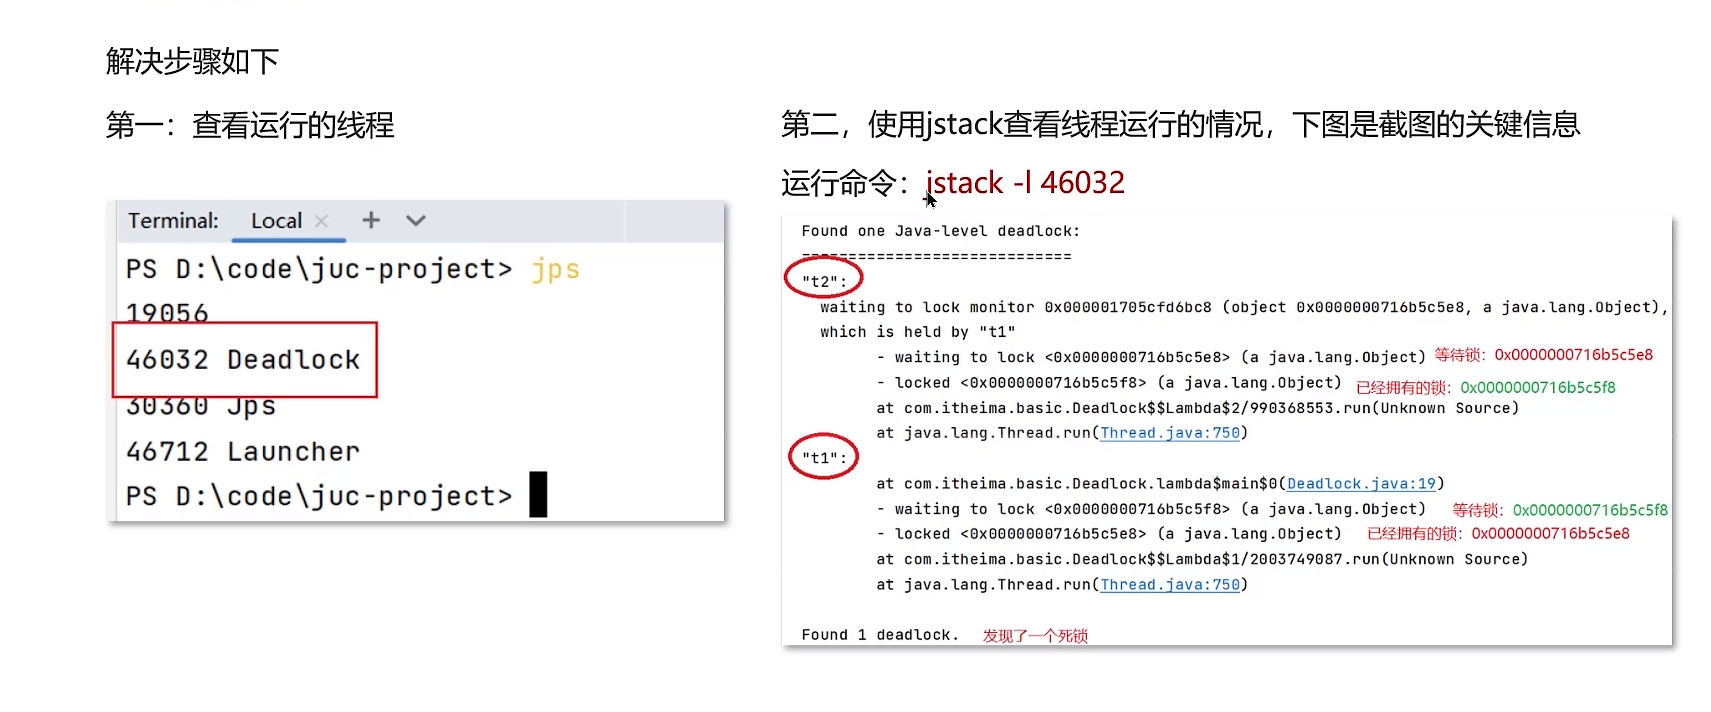 解决步骤如下
第一：查看运行的线程
Terminal: Local × +
PS D:\code\juc-project> jps
19056
46032 Deadlock
30360 Jps
46712 Launcher
PS D:\code\juc-project>
第二，使用jstack查看线程运行的情况，下图是截图的关键信息
运行命令：jstack -l 46032
Found one Java-level deadlock:
=============================
"t2":
waiting to lock monitor 0x000001705cfd6bc8 (object 0x0000000716b5c5e8, a java.lang.Object),
which is held by "t1"
- waiting to lock <0x0000000716b5c5e8> (a java.lang.Object) 等待锁：0x0000000716b5c5e8
- locked <0x0000000716b5c5f8> (a java.lang.Object) 已经拥有的锁：0x0000000716b5c5f8
at com.itheima.basic.Deadlock$$Lambda$2/990368553.run(Unknown Source)
at java.lang.Thread.run(Thread.java:750)
"t1":
at com.itheima.basic.Deadlock.lambda$main$0(Deadlock.java:19)
- waiting to lock <0x0000000716b5c5f8> (a java.lang.Object) 等待锁：0x0000000716b5c5f8
- locked <0x0000000716b5c5e8> (a java.lang.Object) 已经拥有的锁：0x0000000716b5c5e8
at com.itheima.basic.Deadlock$$Lambda$1/2003749087.run(Unknown Source)
at java.lang.Thread.run(Thread.java:750)
Found 1 deadlock. 发现了一个死锁